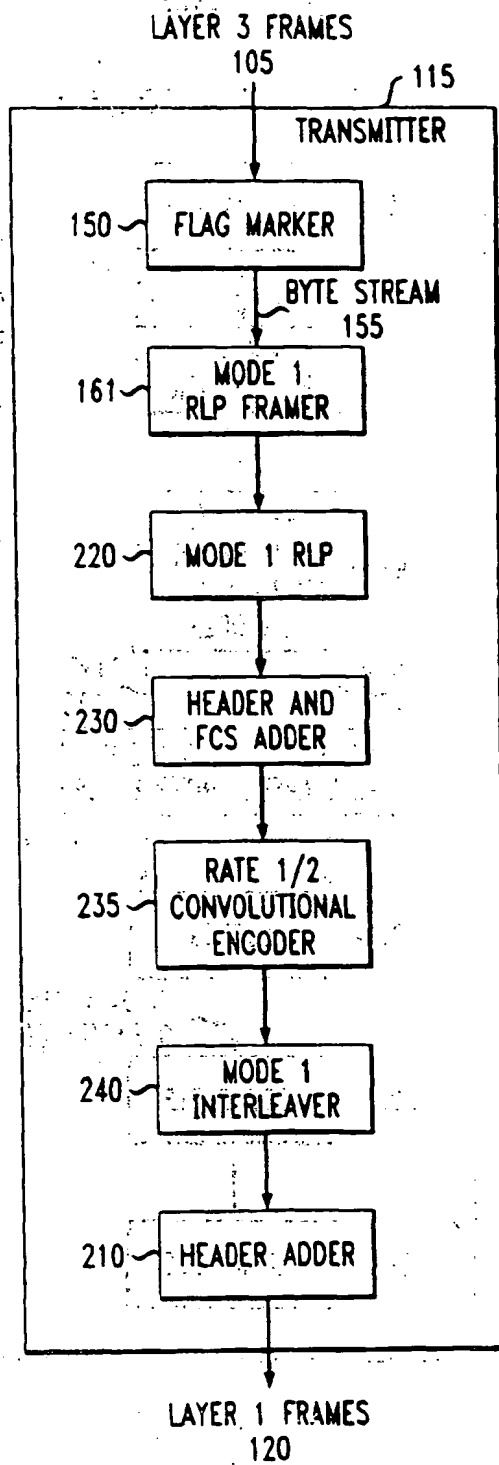 LAYER 3 FRAMES
105
115
TRANSMITTER
150
FLAG MARKER
BYTE STREAM
155
161
MODE 1
RLP FRAMER
220
MODE 1 RLP
230
HEADER AND
FCS ADDER
235
RATE 1/2
CONVOLUTIONAL
ENCODER
240
MODE 1
INTERLEAVER
210
HEADER ADDER
LAYER 1 FRAMES
120